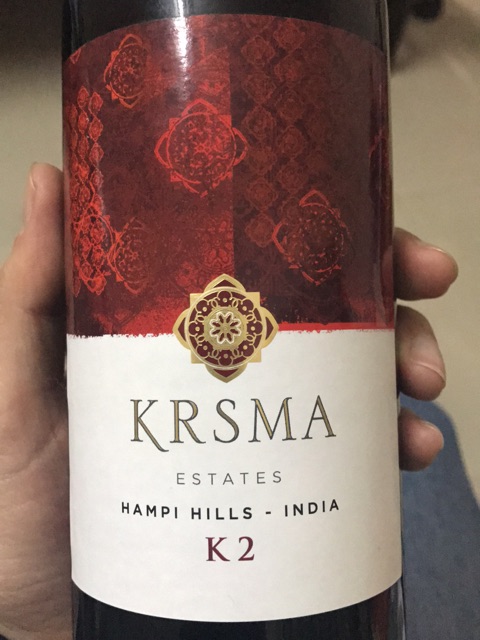 KRSMA
ESTATES
HAMPI HILLS - INDIA
K2